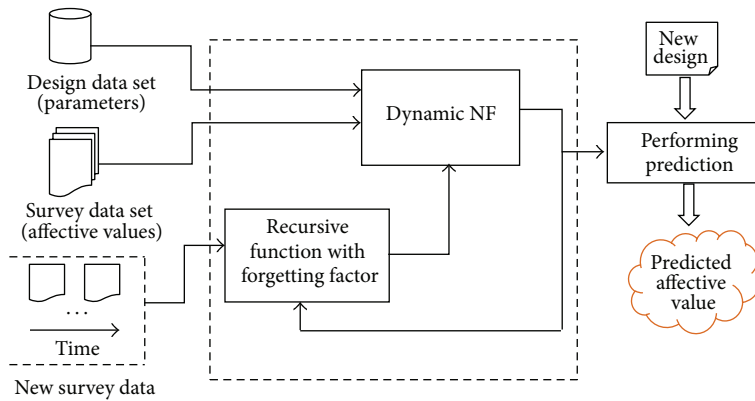 Design data set
(parameters)
Survey data set
(affective values)
. . .
Time
New survey data
Dynamic NF
Recursive
function with
forgetting factor
New
design
Performing
prediction
Predicted
affective
value